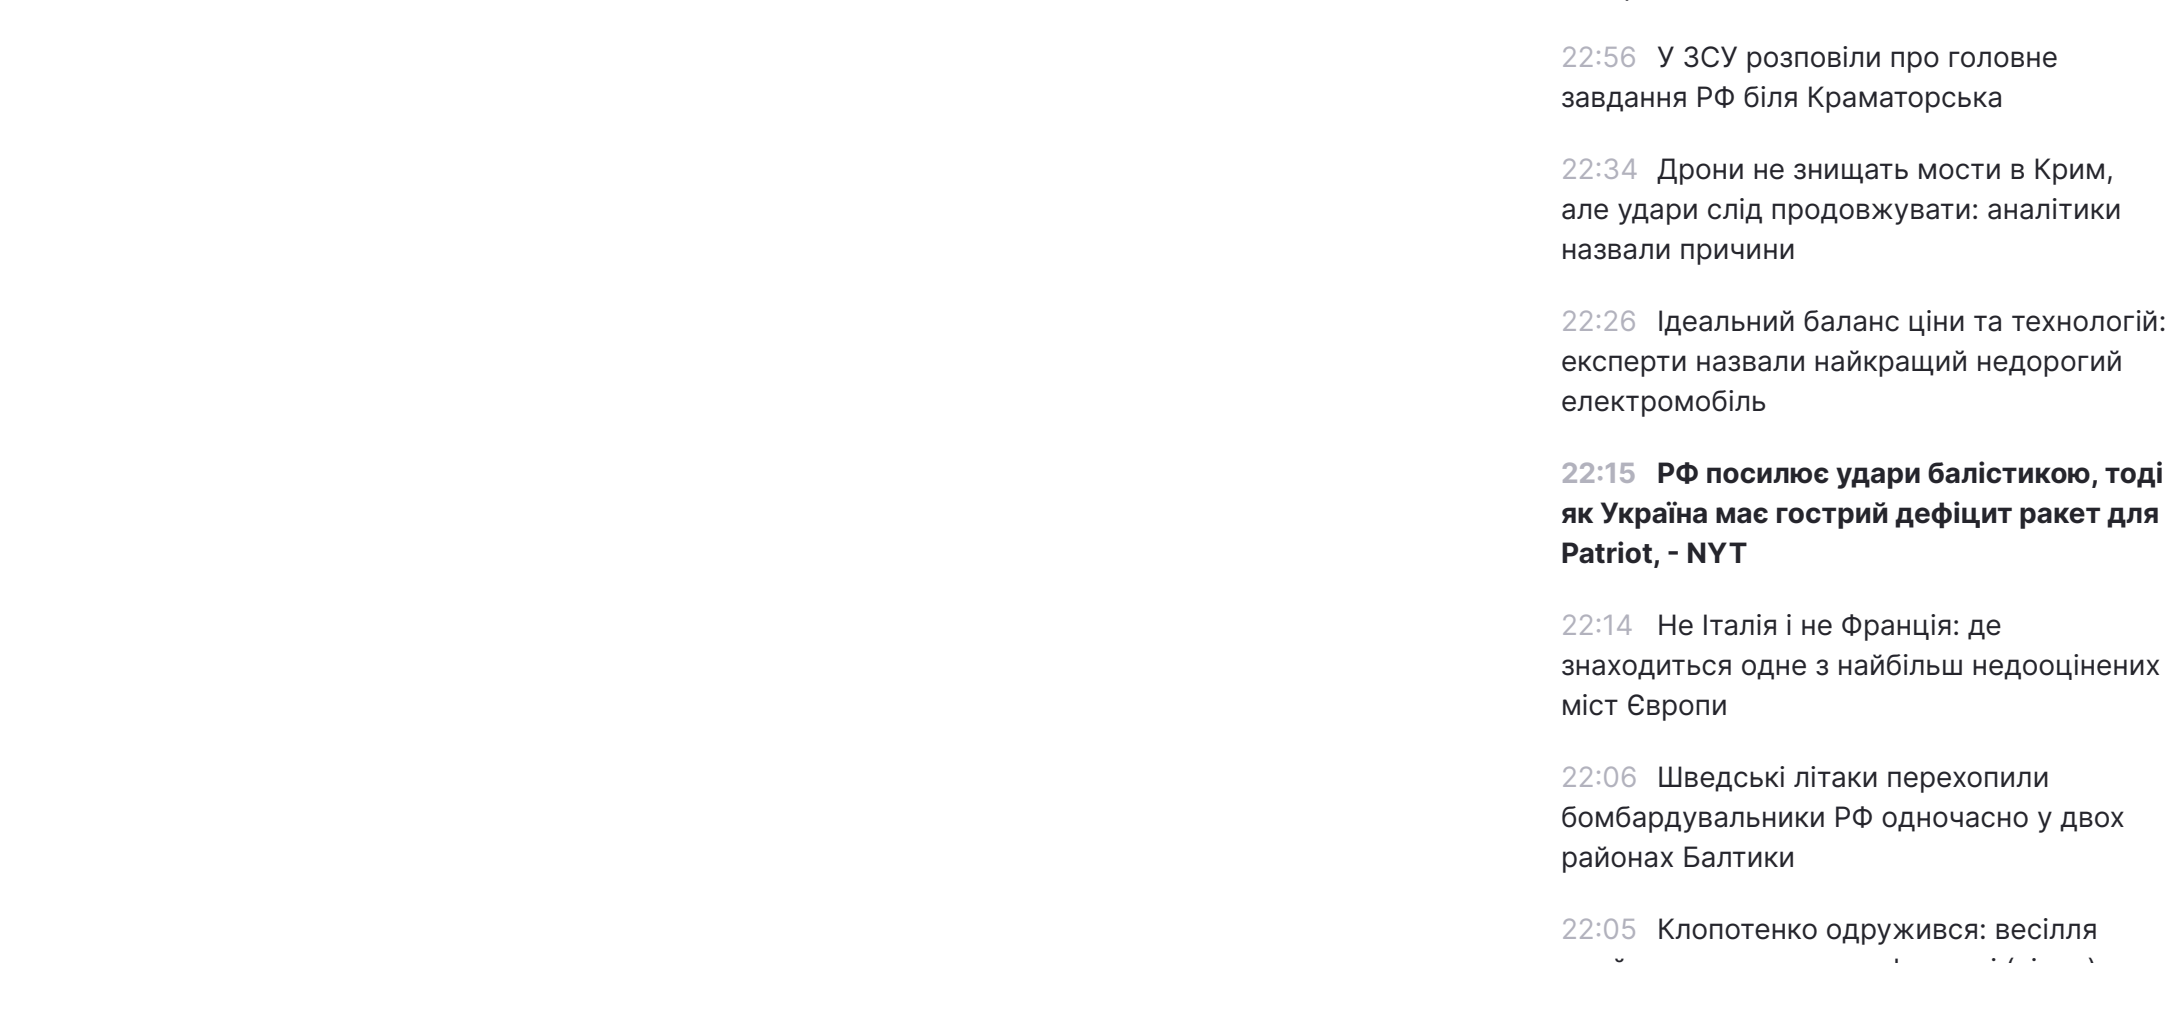 22:56 У ЗСУ розповіли про головне
завдання РФ біля Краматорська
22:34 Дрони не знищать мости в Крим,
але удари слід продовжувати: аналітики
назвали причини
22:26 Ідеальний баланс ціни та технологій:
експерти назвали найкращий недорогий
електромобіль
22:15 РФ посилює удари балістикою, тоді
як Україна має гострий дефіцит ракет для
Patriot, - NYT
22:14 Не Італія і не Франція: де
знаходиться одне з найбільш недооцінених
міст Європи
22:06 Шведські літаки перехопили
бомбардувальники РФ одночасно у двох
районах Балтики
22:05 Клопотенко одружився: весілля